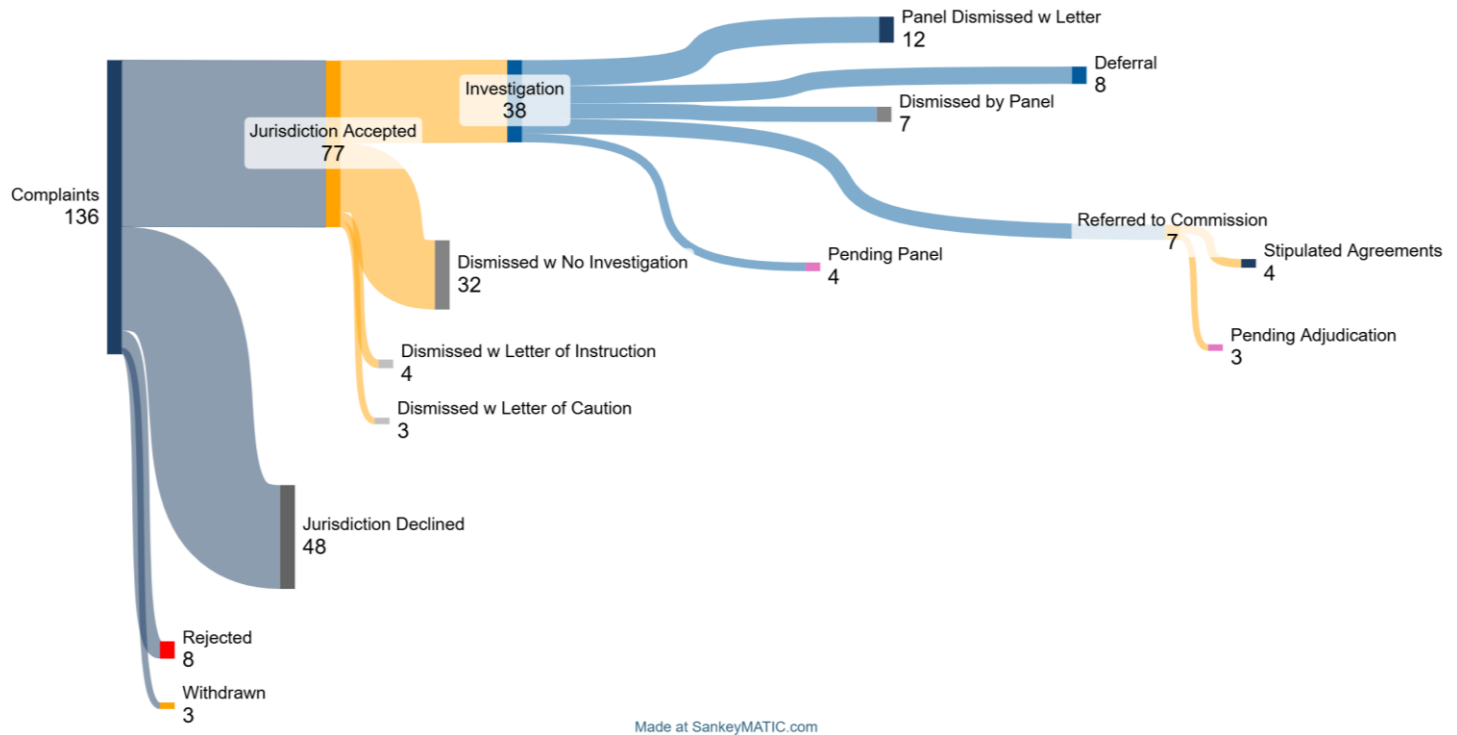 Panel Dismissed w Letter
12
Deferral
8
Investigation
38
Dismissed by Panel
7
Jurisdiction Accepted
77
Complaints
136
Referred to Commission
7
Stipulated Agreements
4
Dismissed w No Investigation
32
Pending Panel
4
Pending Adjudication
3
Dismissed w Letter of Instruction
4
Dismissed w Letter of Caution
3
Jurisdiction Declined
48
Rejected
8
Withdrawn
3
Made at SankeyMATIC.com